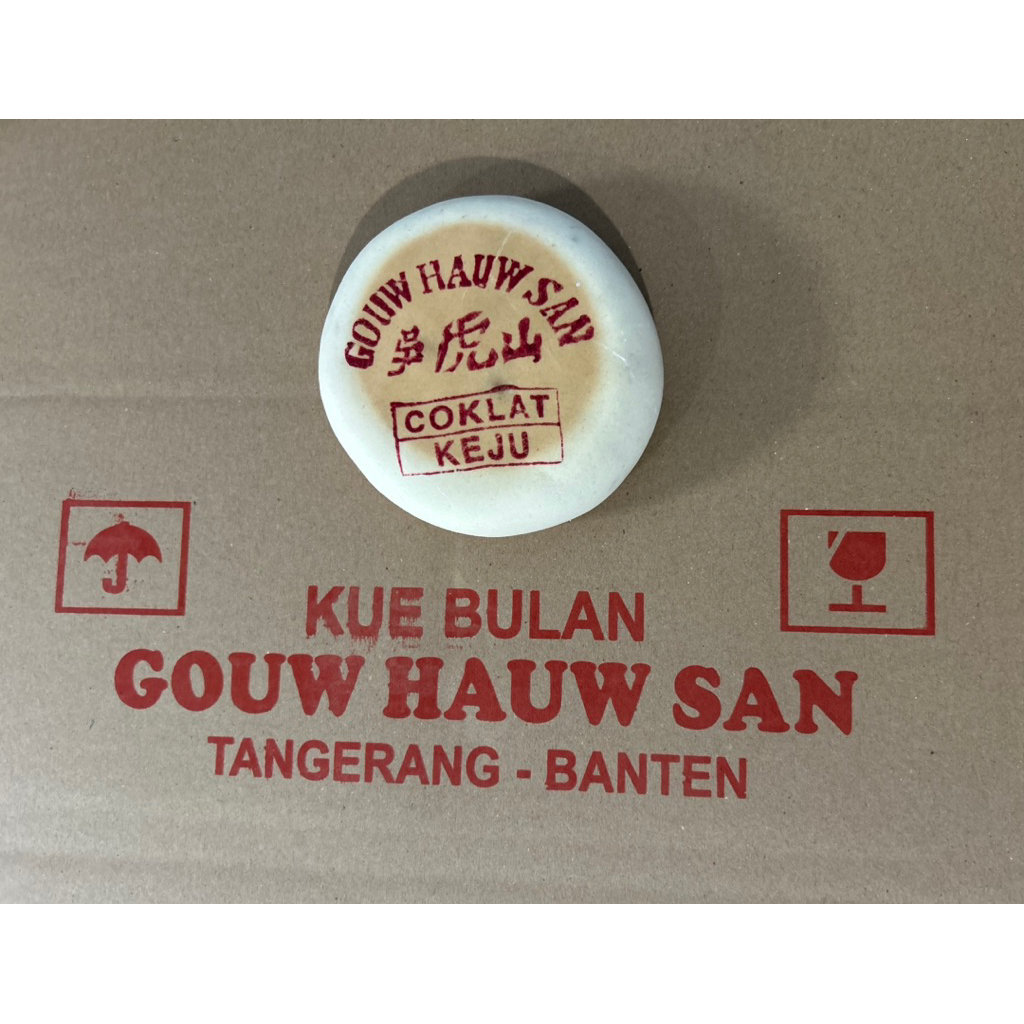 GOUW HAUW SAN
吳虎山
COKLAT
KEJU
KUE BULAN
GOUW HAUW SAN
TANGERANG - BANTEN